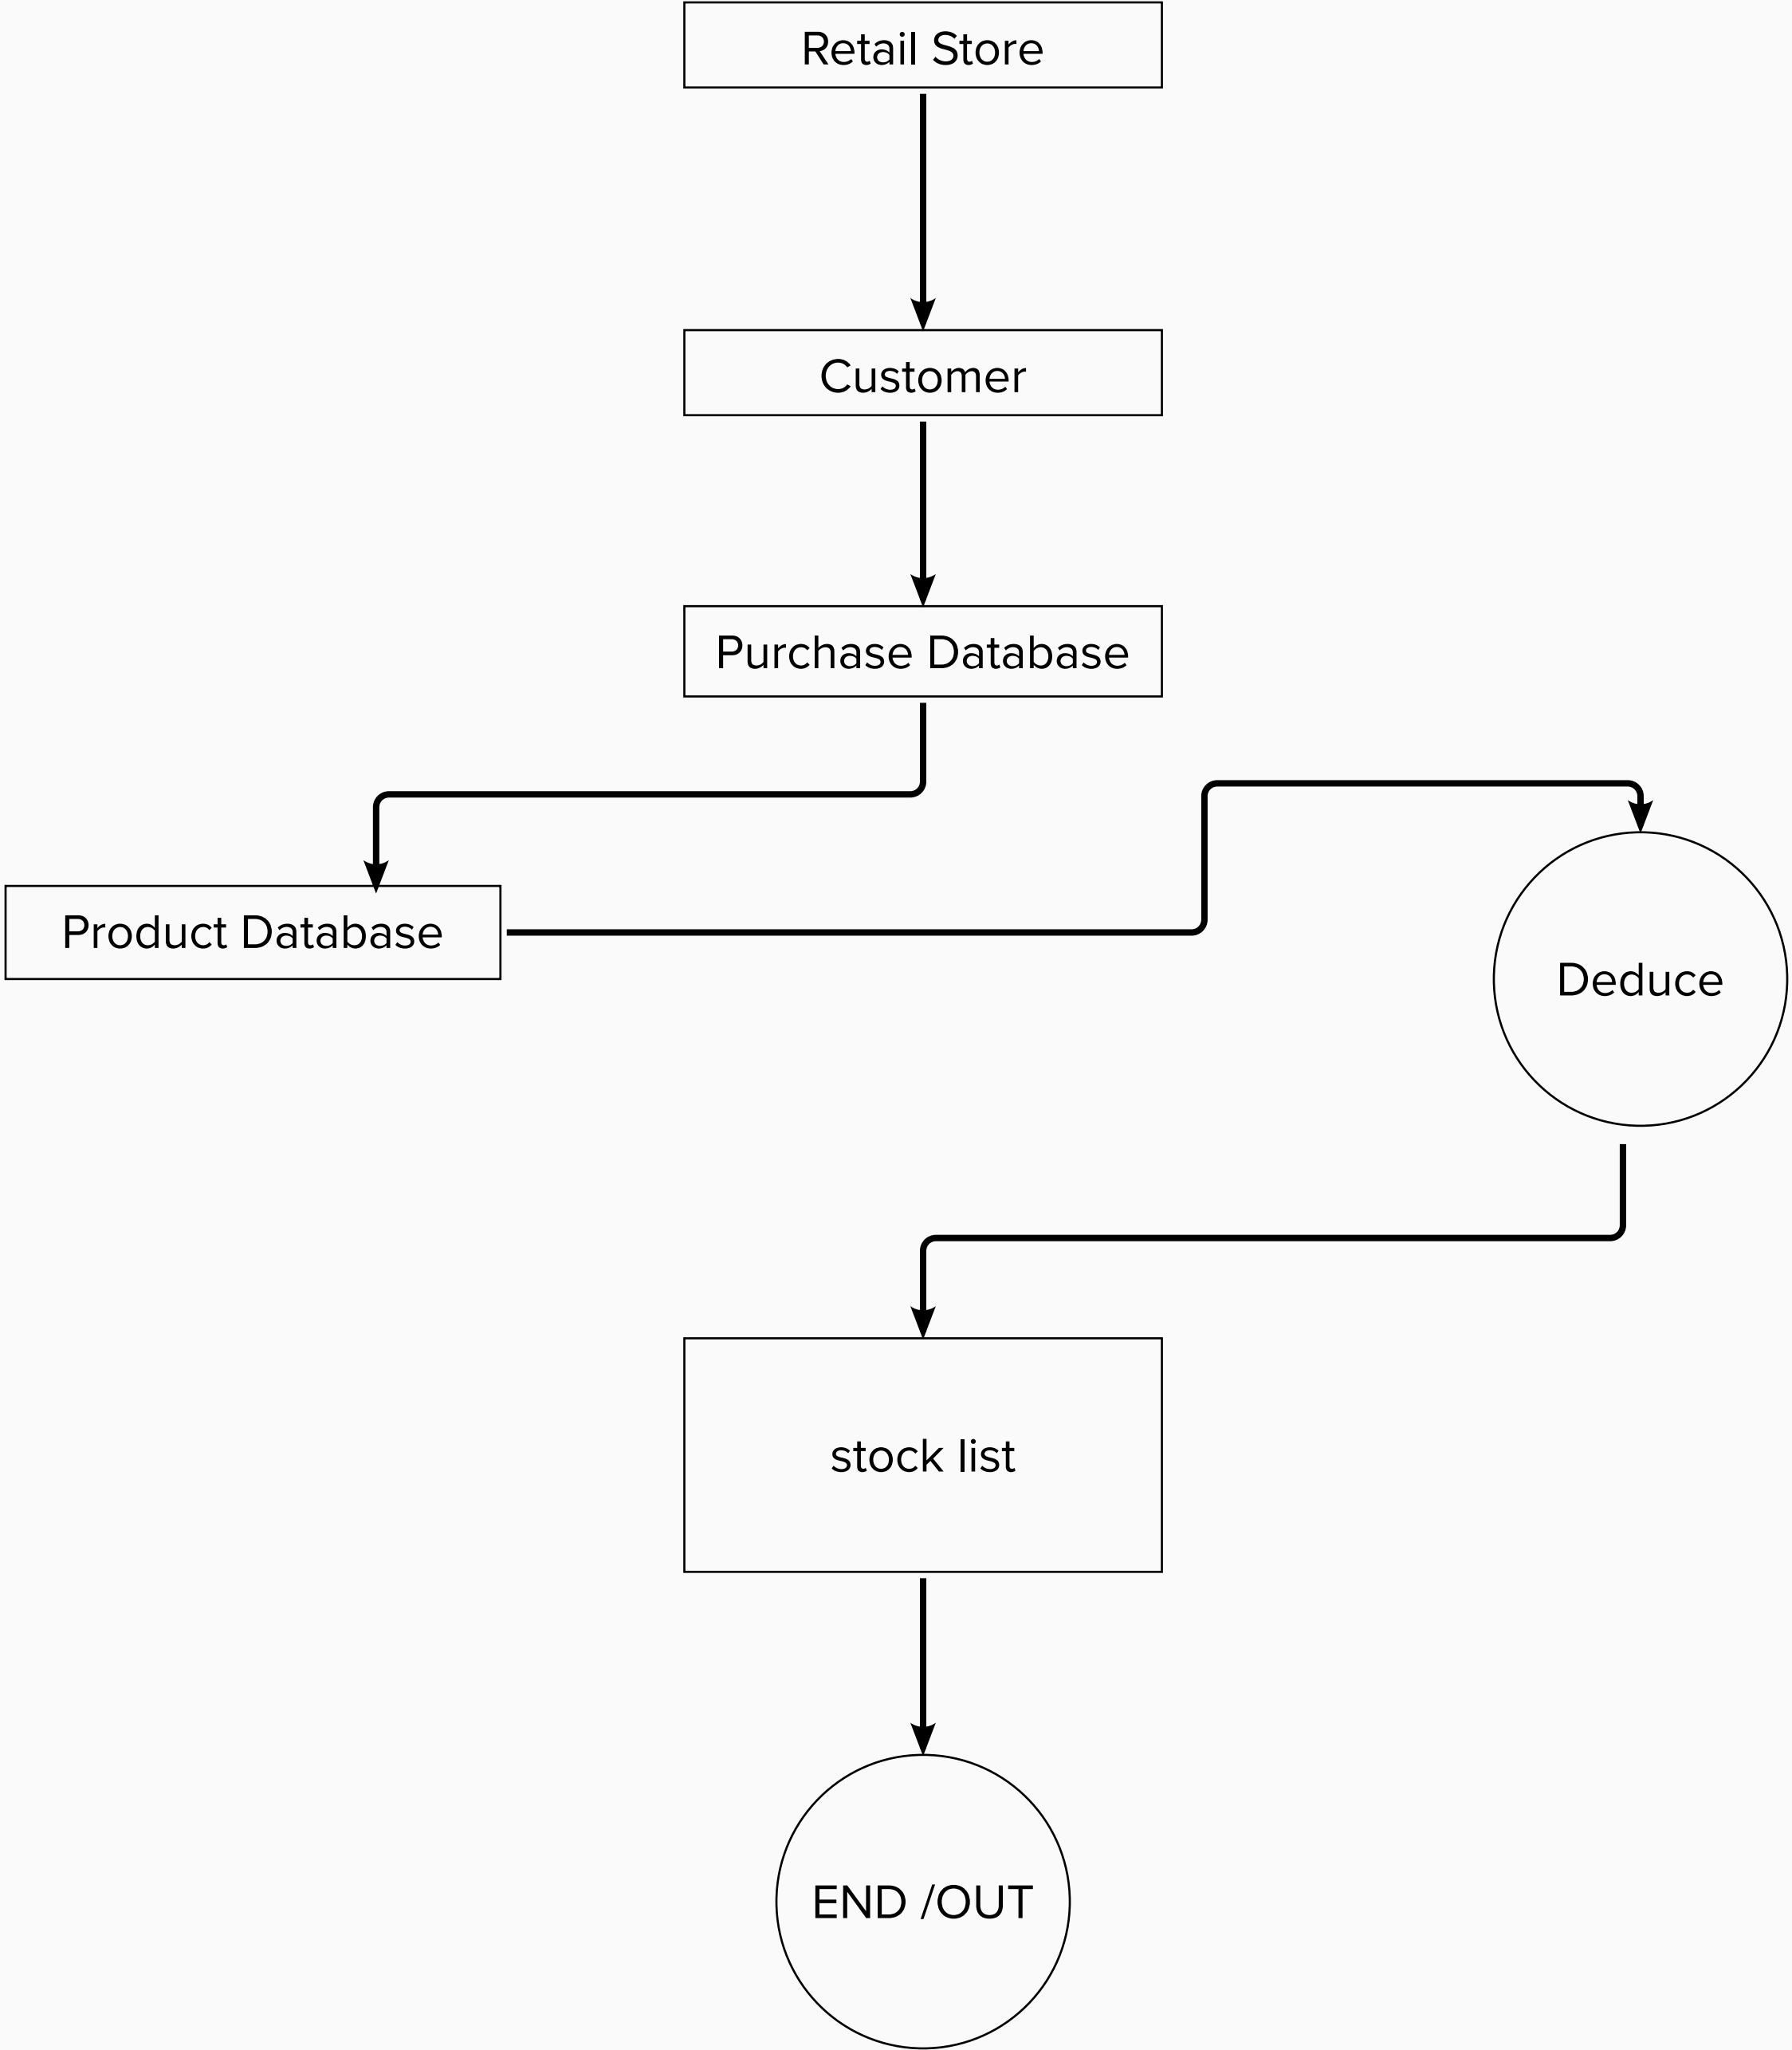 Retail Store
Customer
Purchase Database
Product Database
Deduce
stock list
END /OUT